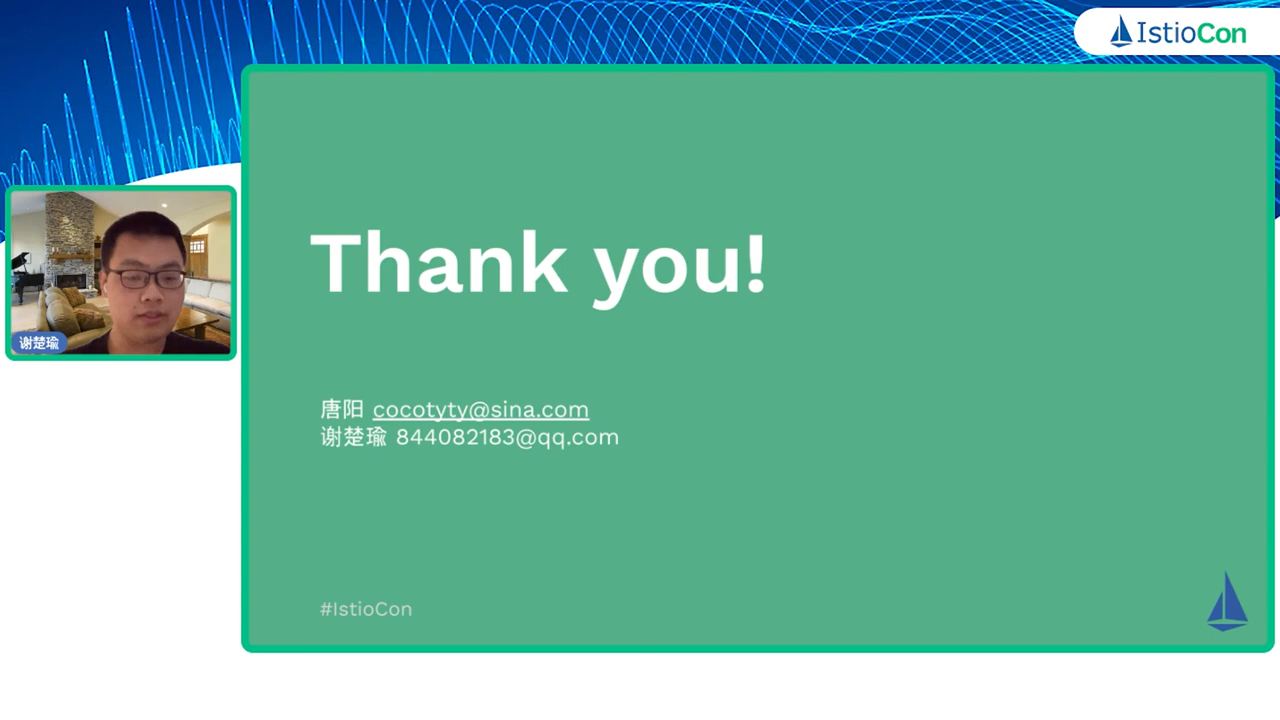 IstioCon
谢楚瑜
Thank you!
唐阳 cocotyty@sina.com
谢楚瑜 844082183@qq.com
#IstioCon